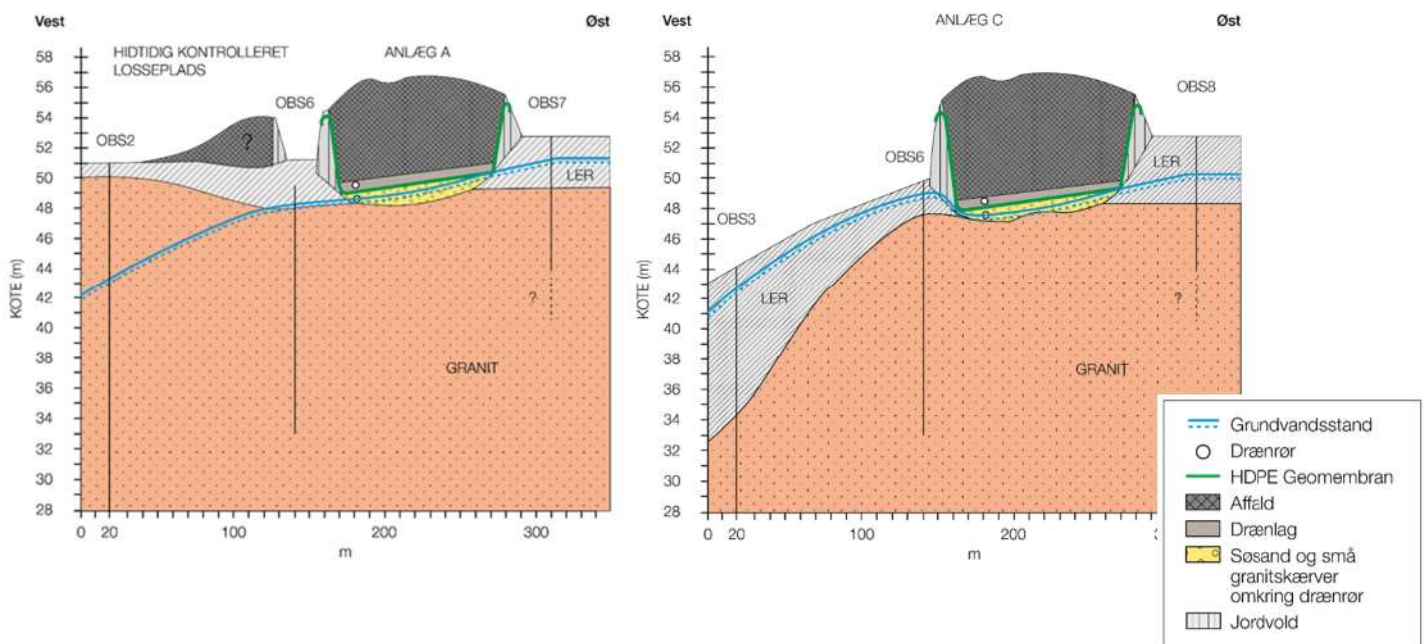 Vest
Øst
HIDTIDIG KONTROLLERET
LOSSEPLADS
ANLÆG A
OBS2
OBS6
OBS7
?
LER
?
GRANIT
KOTE (m)
58
56
54
52
50
48
46
44
42
40
38
36
34
32
30
28
0 20 100 200 300
m
Vest
ANLÆG C
Øst
OBS3
OBS6
OBS8
LER
LER
?
GRANIT
KOTE (m)
58
56
54
52
50
48
46
44
42
40
38
36
34
32
30
28
0 20 100 200
m
Grundvandsstand
Drænrør
HDPE Geomembran
Affald
Drænlag
Søsand og små
granitskærver
omkring drænrør
Jordvold